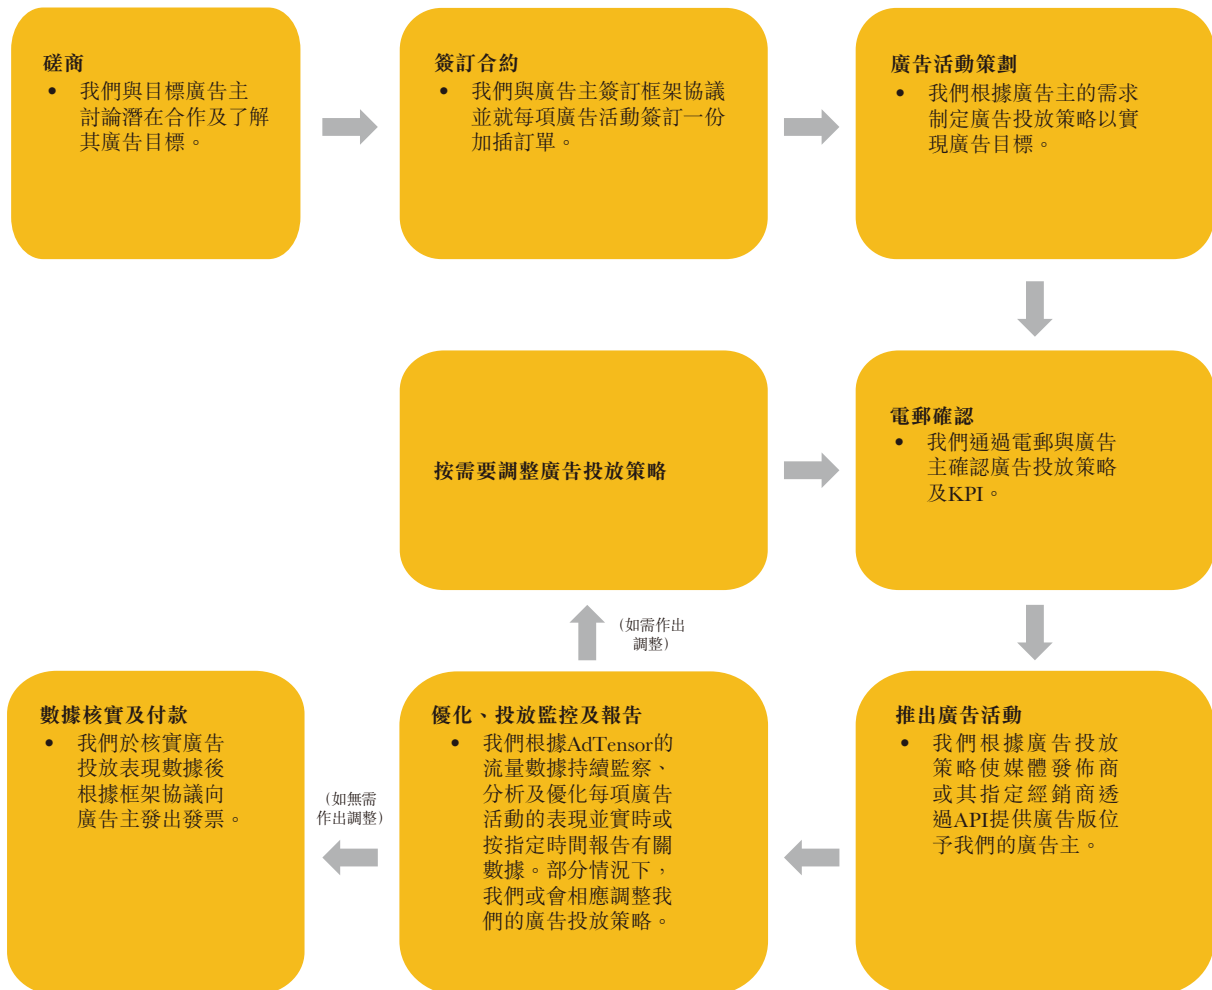 磋商
• 我們與目標廣告主
討論潛在合作及了解
其廣告目標。
簽訂合約
• 我們與廣告主簽訂框架協議
並就每項廣告活動簽訂一份
加插訂單。
廣告活動策劃
• 我們根據廣告主的需求
制定廣告投放策略以實
現廣告目標。
按需要調整廣告投放策略
電郵確認
• 我們通過電郵與廣告
主確認廣告投放策略
及KPI。
(如需作出
調整)
數據核實及付款
• 我們於核實廣告
投放表現數據後
根據框架協議向
廣告主發出發票。
(如無需
作出調整)
優化、投放監控及報告
• 我們根據AdTensor的
流量數據持續監察、
分析及優化每項廣告
活動的表現並實時或
按指定時間報告有關
數據。部分情況下,
我們或會相應調整我
們的廣告投放策略。
推出廣告活動
• 我們根據廣告投放
策略使媒體發佈商
或其指定經銷商透
過API提供廣告版位
予我們的廣告主。